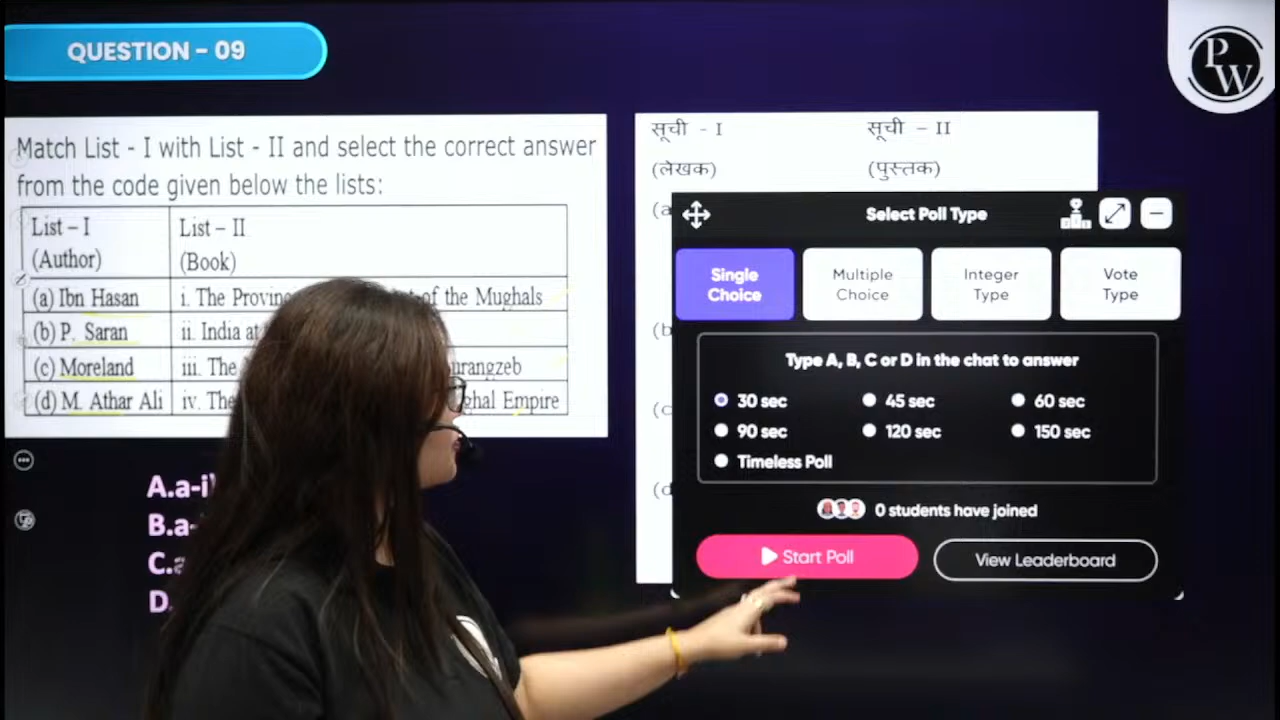 QUESTION - 09
PW
Match List - I with List - II and select the correct answer
from the code given below the lists:
List – I
(Author)
List – II
(Book)
(a) Ibn Hasan
i. The of the Mughals
(b) P. Saran
ii. India at
(c) Moreland
iii. The
(d) M. Athar Ali
iv. The Empire
A.a-i
B.a-
C.a
D.
सूची - I
सूची – II
(लेखक)
(पुस्तक)
(a
(b
(c
(d
Select Poll Type
Single
Choice
Multiple
Choice
Integer
Type
Vote
Type
Type A, B, C or D in the chat to answer
30 sec
45 sec
60 sec
90 sec
120 sec
150 sec
Timeless Poll
0 students have joined
Start Poll
View Leaderboard